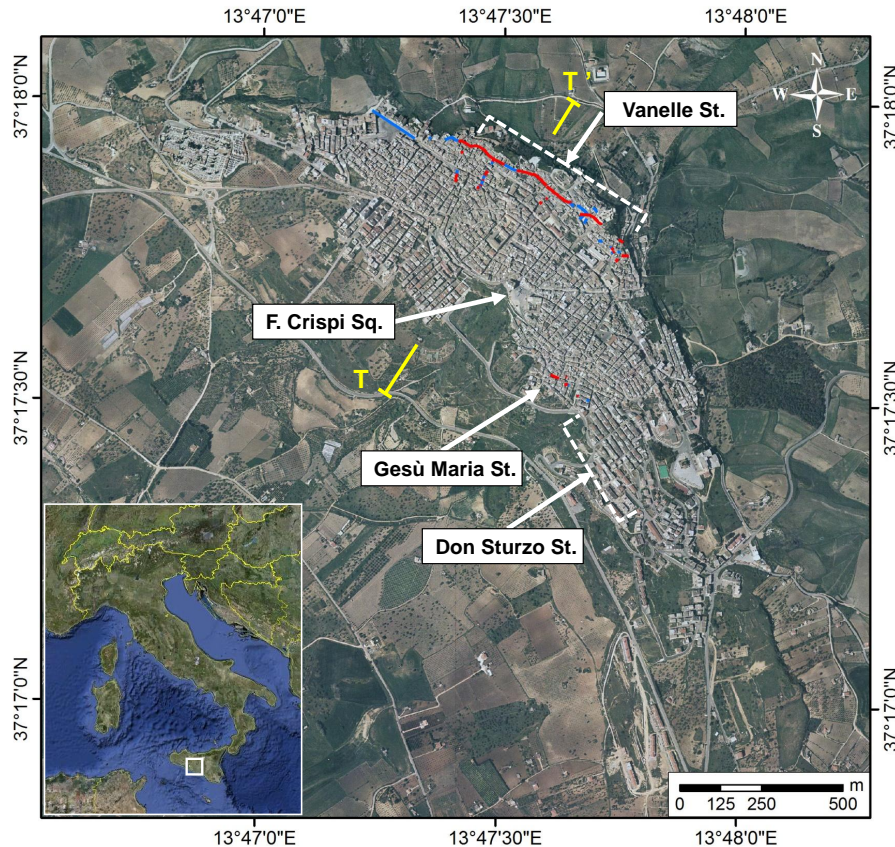 13°47'0"E
13°47'30"E
13°48'0"E
37°18'0"N
37°18'0"N
T'
N
W
E
S
Vanelle St.
F. Crispi Sq.
T
37°17'30"N
37°17'30"N
Gesù Maria St.
Don Sturzo St.
37°17'0"N
37°17'0"N
m
0 125 250 500
13°47'0"E
13°47'30"E
13°48'0"E